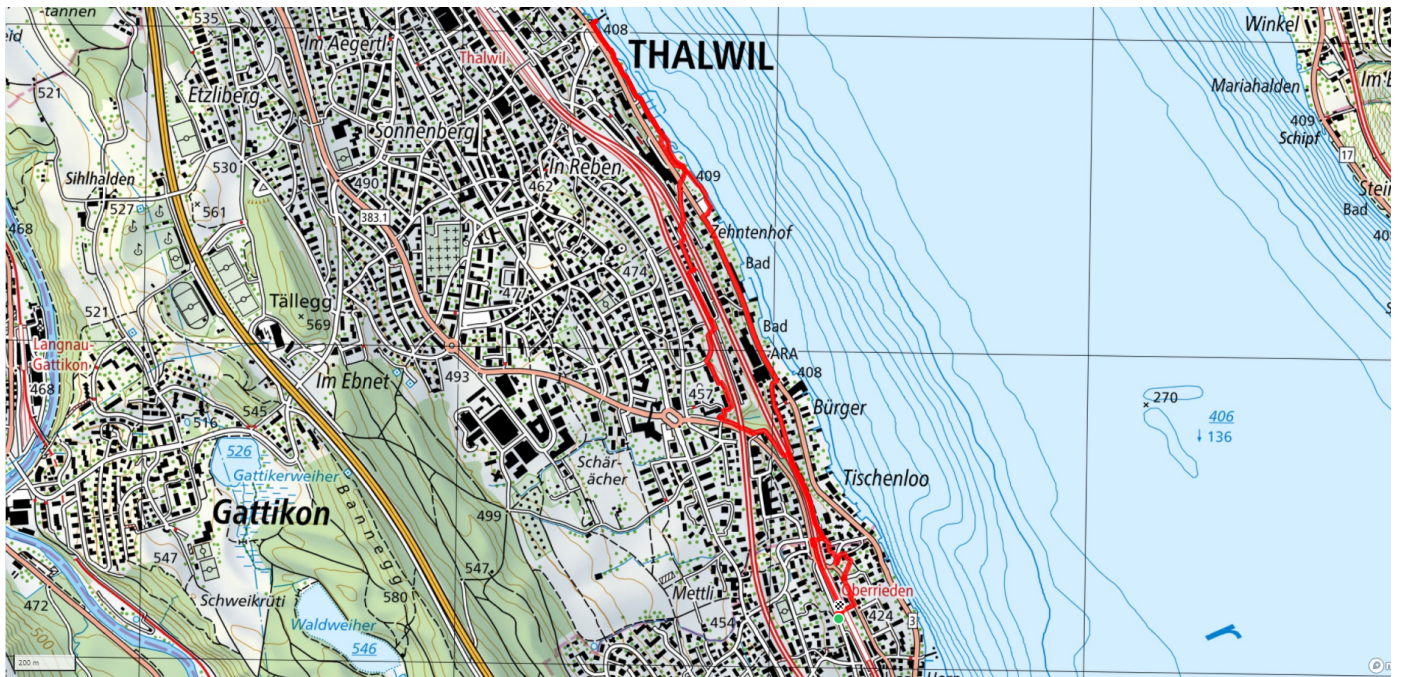 -tannen
535
Im Aegertl
408
THALWIL
Winkel
Thalwil
521
Etzliberg
Mariahalden
Sonnenberg
409
Schipf
17
530
In Reben
Sihlhalden
490
462
409
527
561
383.1
Bad
468
Zehntenhof
474
Bad
477
Tällegg
569
521
Bad
Langnau-
Gattikon
ARA
408
Im Ebnet
493
468
457
Bürger
270
545
406
516
136
526
Gattikerweiher
Schär-
ächer
Tischenloo
Bannegg
Gattikon
499
547
547
Oberrieden
Schweikrüti
580
Mettli
472
424
3
Waldweiher
454
500
546
200 m